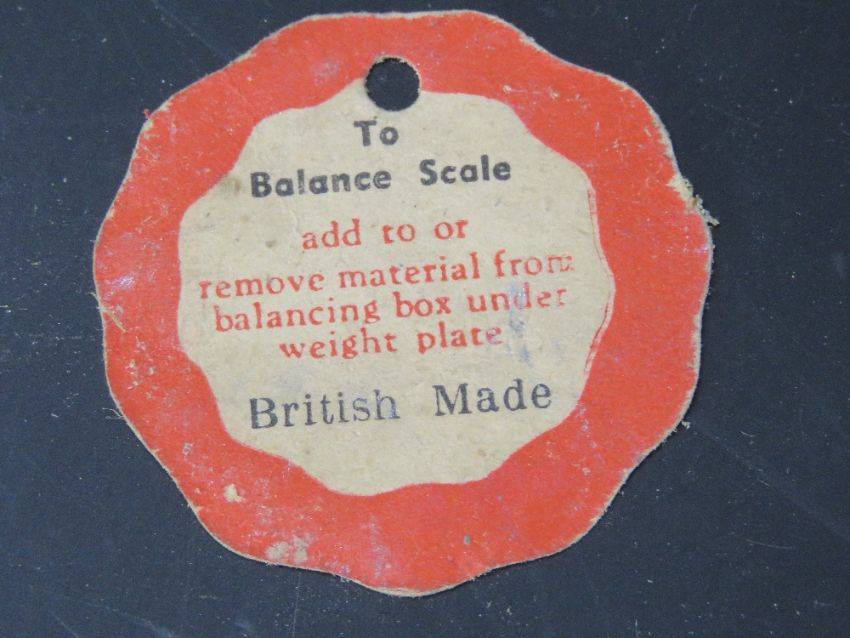 To
Balance Scale
add to or
remove material from
balancing box under
weight plate
British Made